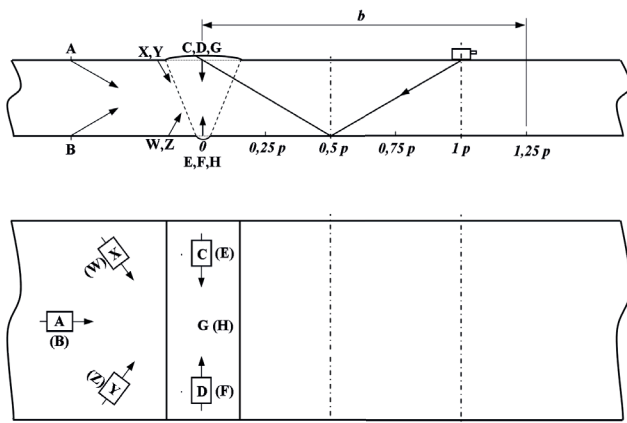 b
A
X,Y
C,D,G
B
W,Z
0
0,25 p
0,5 p
0,75 p
1 p
1,25 p
E,F,H
X
(W)
C (E)
A
(B)
G (H)
Y
(Z)
D (F)